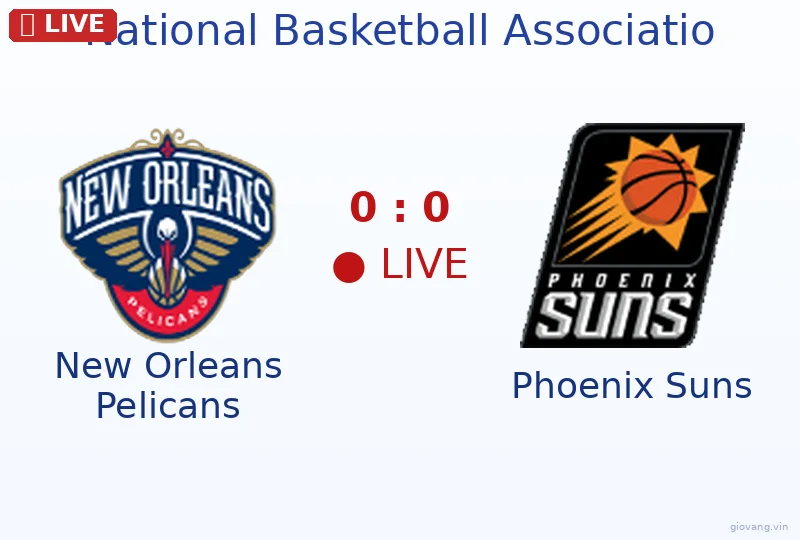 LIVE
National Basketball Associatio
NEW ORLEANS
PELICANS
0 : 0
● LIVE
PHOENIX
SUNS
New Orleans
Pelicans
Phoenix Suns
giovang.vin